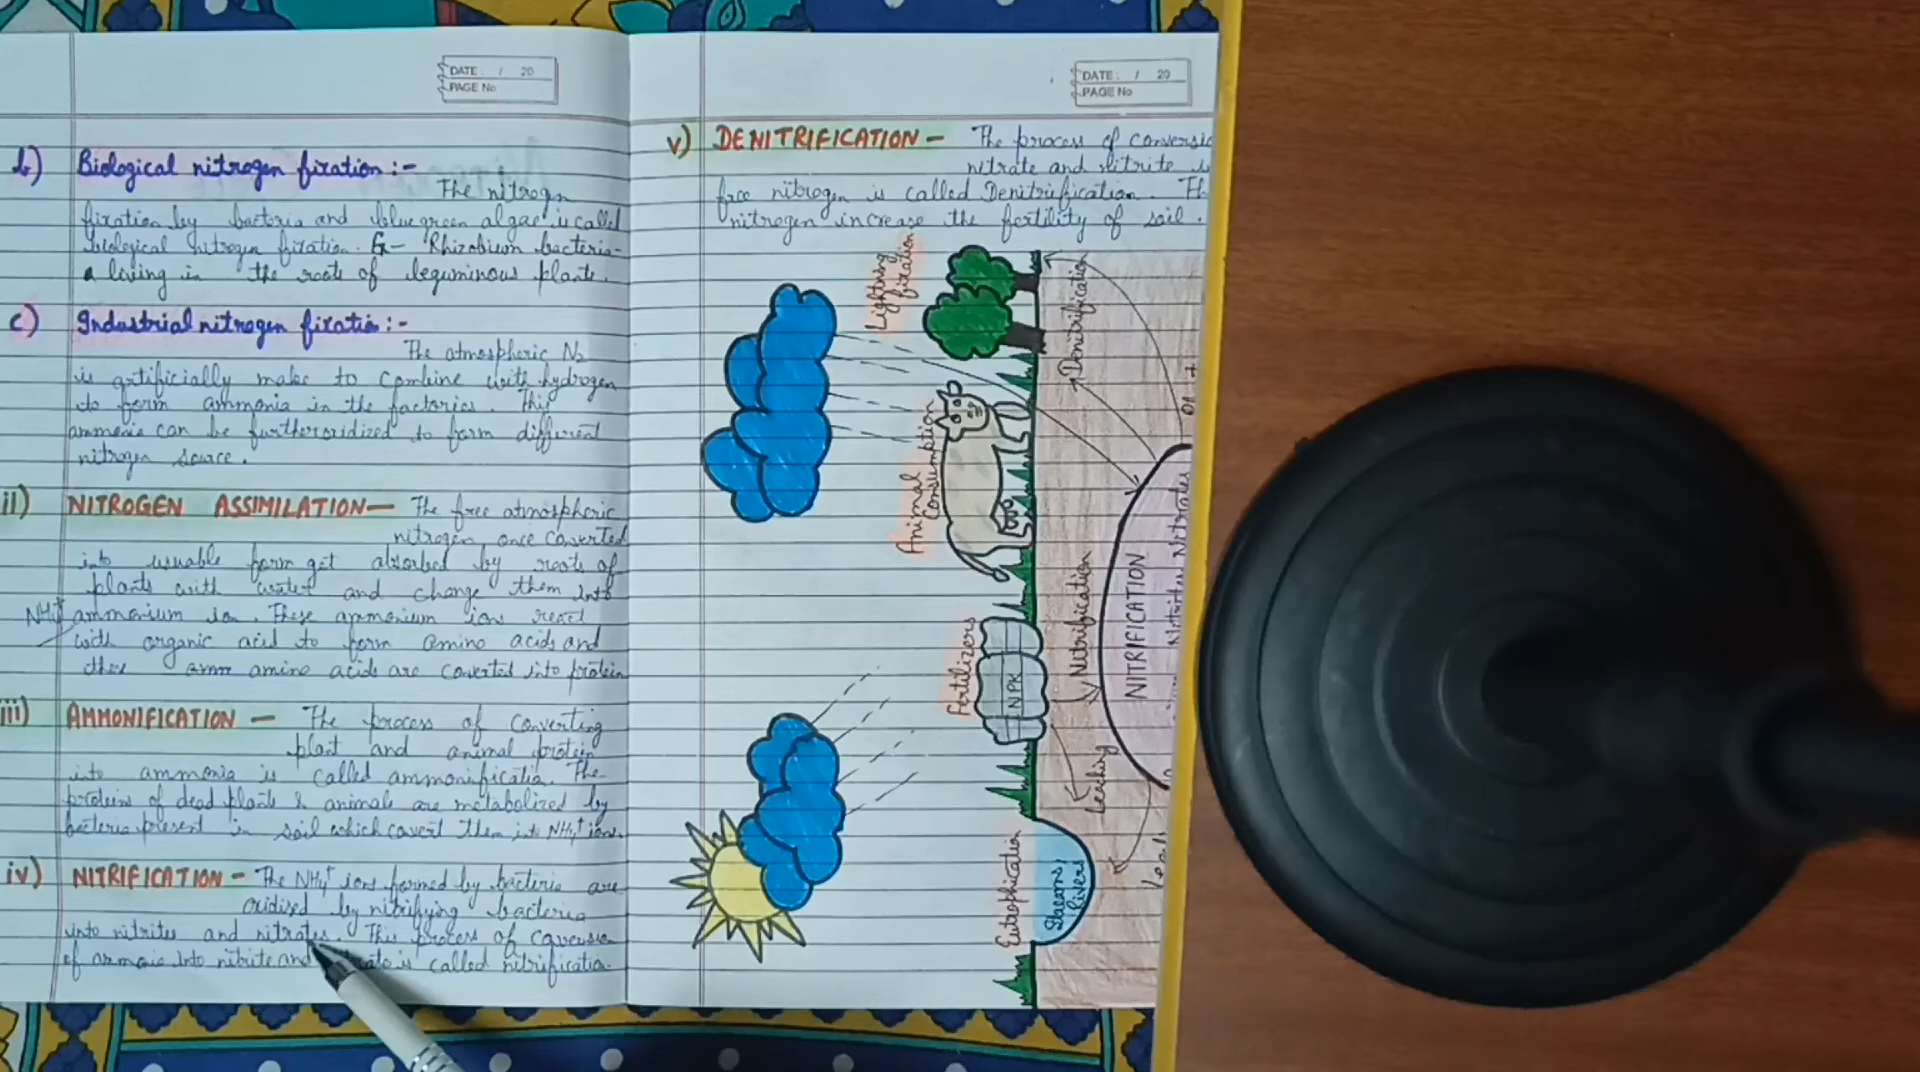 DATE : / 20
PAGE No
b) Biological nitrogen fixation :-
The nitrogen
fixation by bacteria and blue green algae is called
biological nitrogen fixation. Ex- Rhizobium bacteria-
living in the roots of leguminous plants.
c) Industrial nitrogen fixation :-
The atmospheric N2
is artificially make to combine with hydrogen
to form ammonia in the factories. This
ammonia can be further oxidized to form different
nitrogen source.
ii) NITROGEN ASSIMILATION— The free atmospheric
nitrogen, once converted
into usuable form get absorbed by roots of
plants with water and change them into
NH4+ ammonium ion. These ammonium ions react
with organic acid to form amino acids and
these amino acids are converted into protein
iii) AMMONIFICATION — The process of converting
plant and animal protein
into ammonia is called ammonification. The
proteins of dead plants & animals are metabolized by
bacteria present in soil which covert them into NH4+ ions.
iv) NITRIFICATION - The NH4+ ions formed by bacteria are
oxidised by nitrifying bacteria
into nitrites and nitrates. This process of
of into nitrite and is called nitrification.
DATE : / 20
PAGE No
v) DENITRIFICATION - The process of
nitrate and nitrite
free nitrogen is called Denitrification.
nitrogen increase the fertility of soil.
Lightning
fixation
Denitrification
Animal
Consumption
Nitrification
NITRIFICATION
Nitrites Nitrates
Fertilizers
NPK
Leaching
Eutrophication